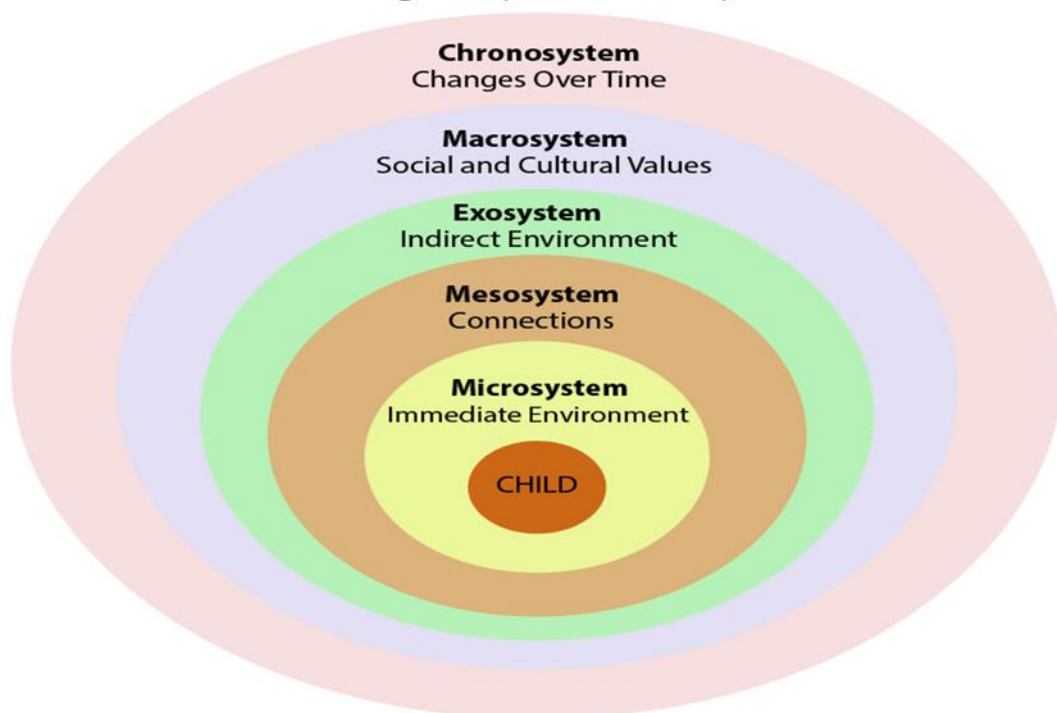 Chronosystem
Changes Over Time
Macrosystem
Social and Cultural Values
Exosystem
Indirect Environment
Mesosystem
Connections
Microsystem
Immediate Environment
CHILD